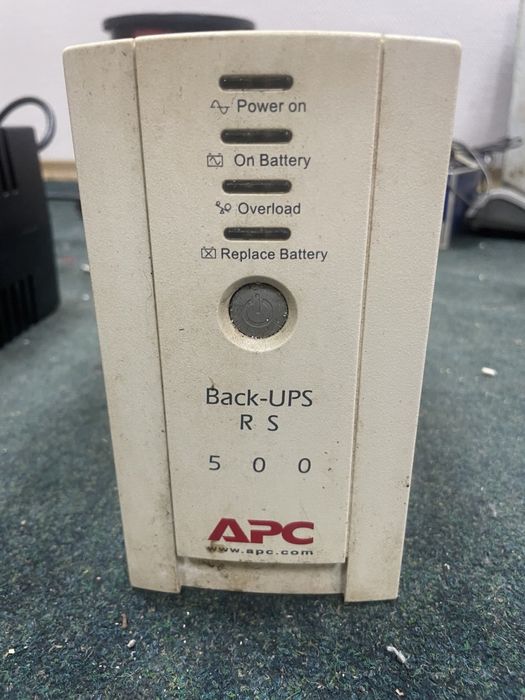 Power on
On Battery
Overload
Replace Battery
Back-UPS
R S
5 0 0
APC
www.apc.com